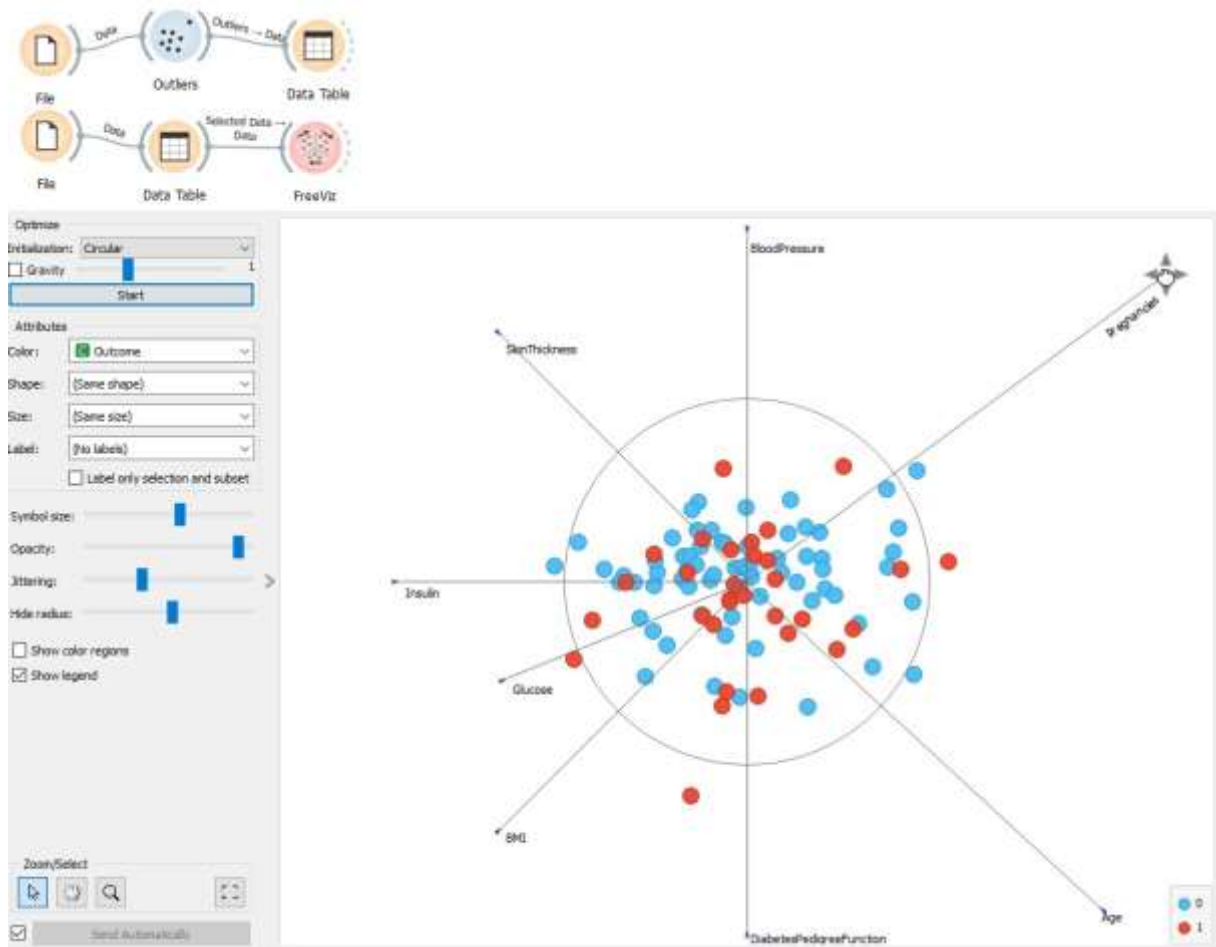 Data
Outliers → Data
File
Outliers
Data Table
Data
Selected Data →
Data
File
Data Table
FreeViz
Optimize
Initialization: Circular
Gravity 1
Start
Attributes
Color: C Outcome
Shape: (Same shape)
Size: (Same size)
Label: (No labels)
Label only selection and subset
Symbol size:
Opacity:
Jittering:
Hide radius:
Show color regions
Show legend
Zoom/Select
Send Automatically
BloodPressure
Pregnancies
SkinThickness
Insulin
Glucose
BMI
Age
DiabetesPedigreeFunction
0
1